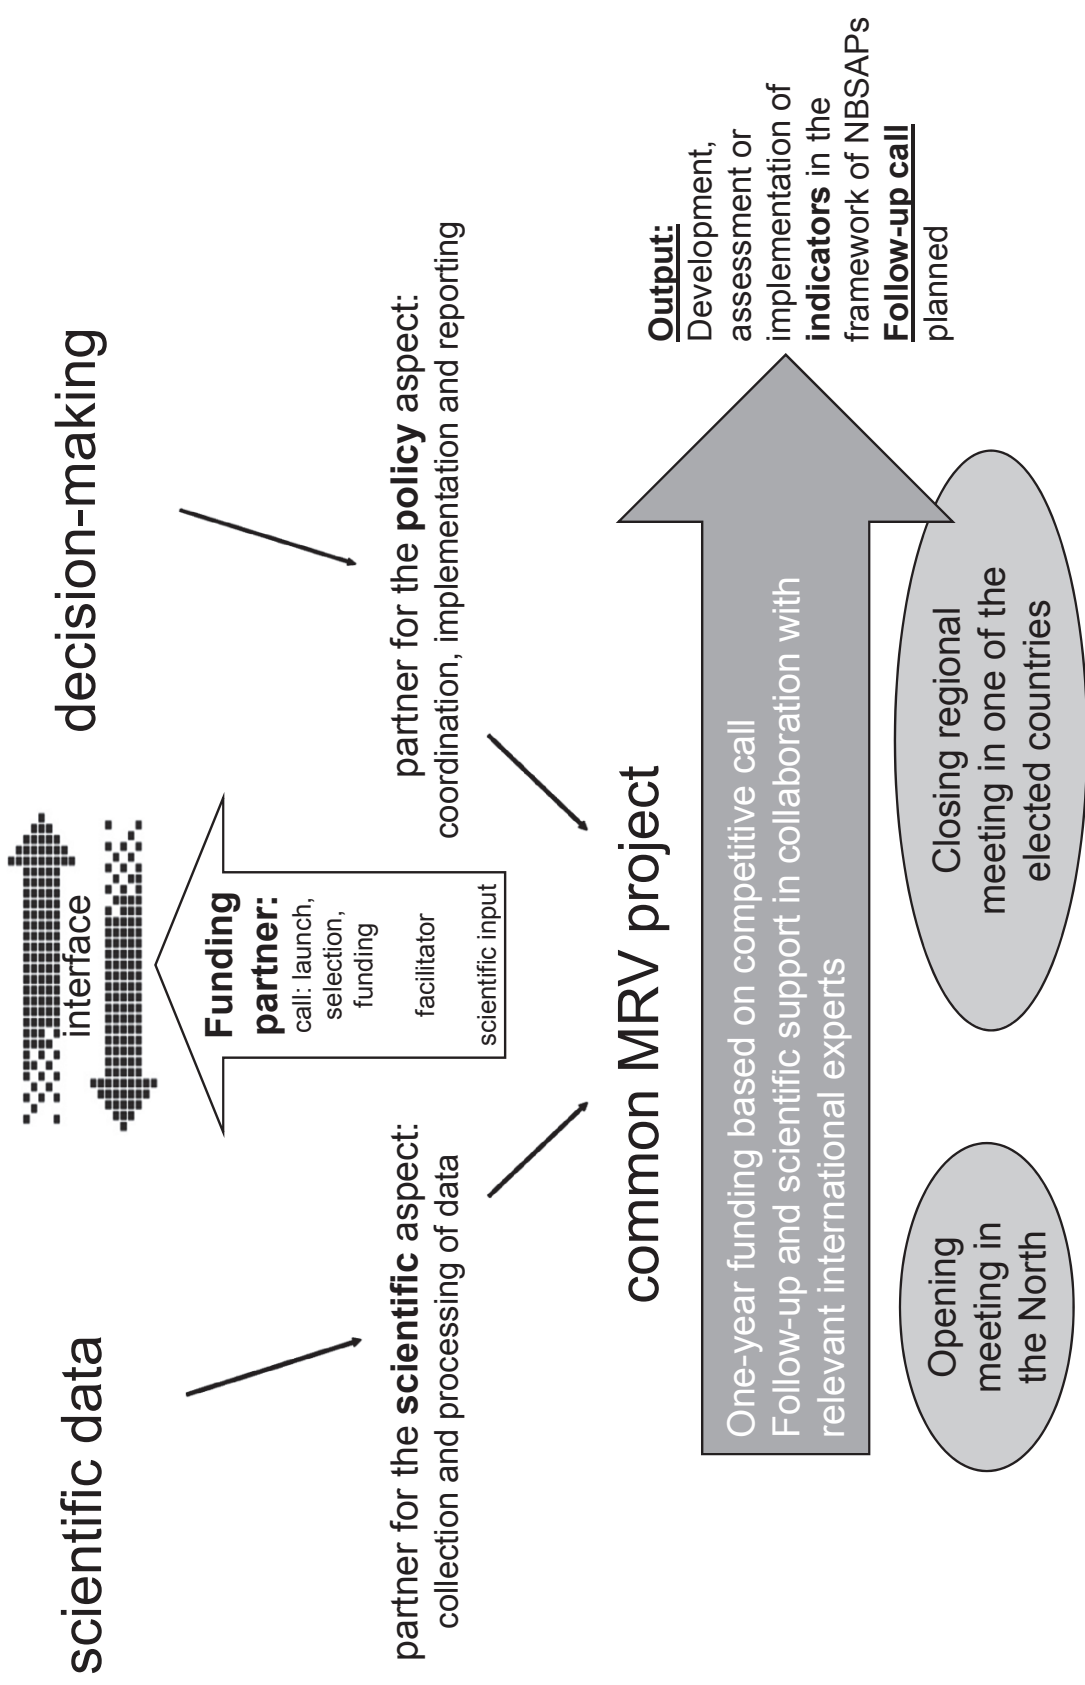 scientific data
interface
decision-making
Funding
partner:
call: launch,
selection,
funding
facilitator
scientific input
partner for the scientific aspect:
collection and processing of data
partner for the policy aspect:
coordination, implementation and reporting
common MRV project
One-year funding based on competitive call
Follow-up and scientific support in collaboration with
relevant international experts
Output:
Development,
assessment or
implementation of
indicators in the
framework of NBSAPs
Follow-up call
planned
Opening
meeting in
the North
Closing regional
meeting in one of the
elected countries